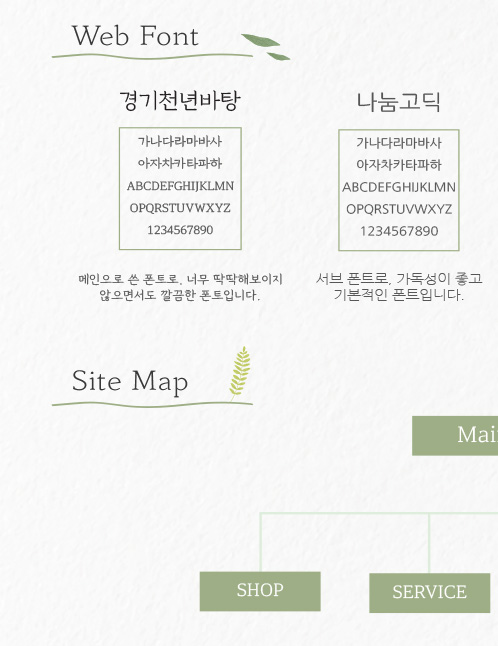 Web Font
경기천년바탕
가나다라마바사
아자차카타파하
ABCDEFGHIJKLMN
OPQRSTUVWXYZ
1234567890
메인으로 쓴 폰트로, 너무 딱딱해보이지
않으면서도 깔끔한 폰트입니다.
나눔고딕
가나다라마바사
아자차카타파하
ABCDEFGHIJKLMN
OPQRSTUVWXYZ
1234567890
서브 폰트로, 가독성이 좋고
기본적인 폰트입니다.
Site Map
Mai
SHOP
SERVICE